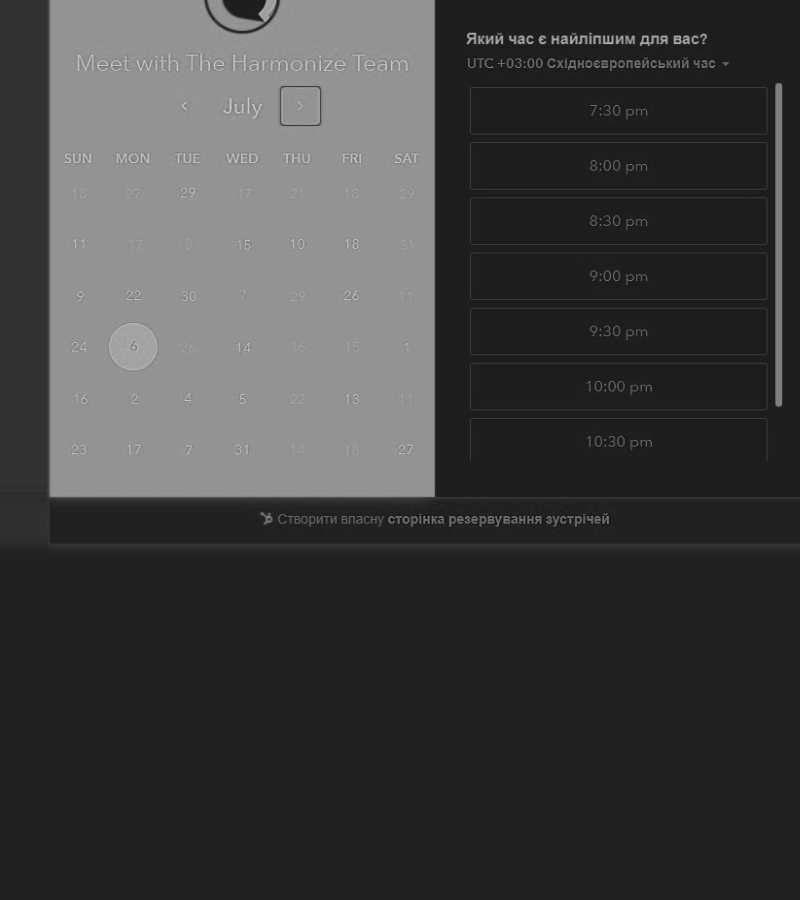 Meet with The Harmonize Team
July
SUN MON TUE WED THU FRI SAT
18 27 29 17 21 18 29
11 17 8 15 10 18 31
9 22 30 7 29 26 11
24 6 26 14 16 15 1
16 2 4 5 22 13 11
23 17 7 31 14 18 27
Який час є найліпшим для вас?
UTC +03:00 Східноєвропейський час
7:30 pm
8:00 pm
8:30 pm
9:00 pm
9:30 pm
10:00 pm
10:30 pm
Створити власну сторінка резервування зустрічей